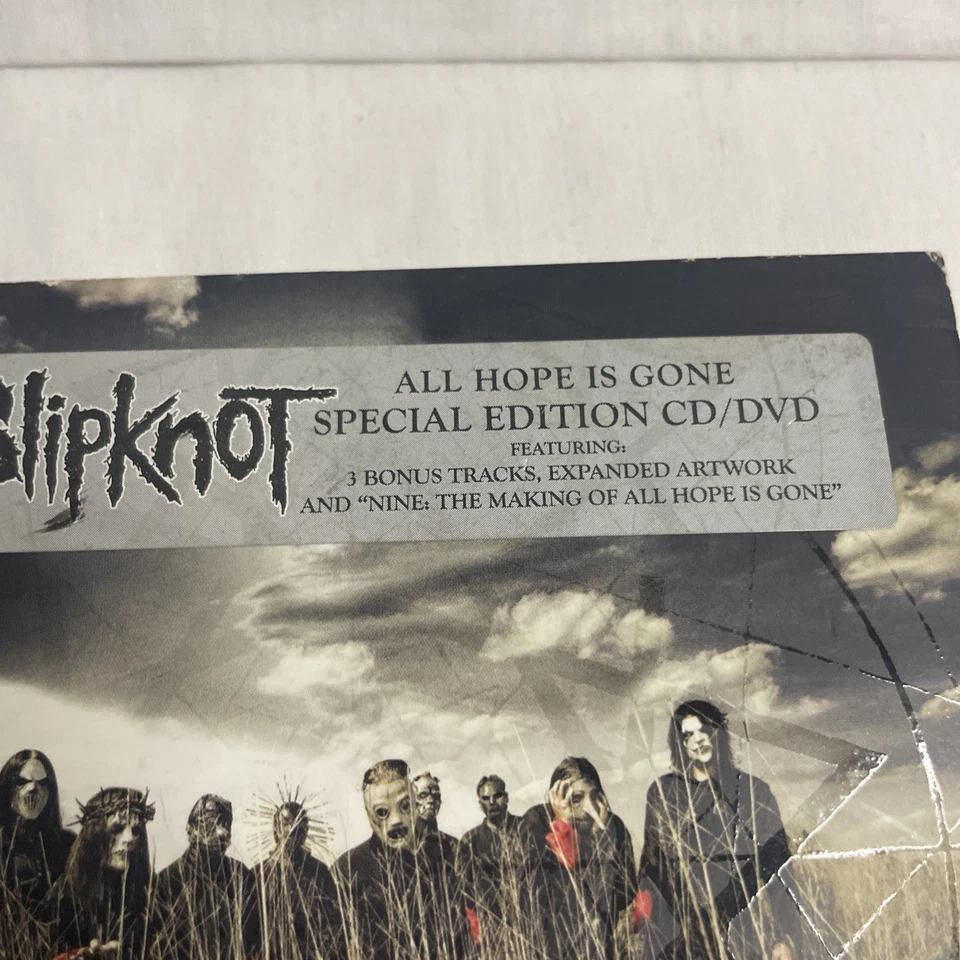 Slipknot
ALL HOPE IS GONE
SPECIAL EDITION CD/DVD
FEATURING:
3 BONUS TRACKS, EXPANDED ARTWORK
AND “NINE: THE MAKING OF ALL HOPE IS GONE”